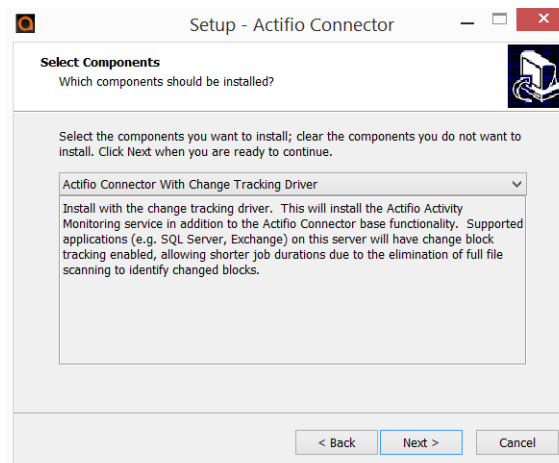 Setup - Actifio Connector
Select Components
Which components should be installed?
Select the components you want to install; clear the components you do not want to
install. Click Next when you are ready to continue.
Actifio Connector With Change Tracking Driver
Install with the change tracking driver.  This will install the Actifio Activity
Monitoring service in addition to the Actifio Connector base functionality.  Supported
applications (e.g. SQL Server, Exchange) on this server will have change block
tracking enabled, allowing shorter job durations due to the elimination of full file
scanning to identify changed blocks.
< Back
Next >
Cancel